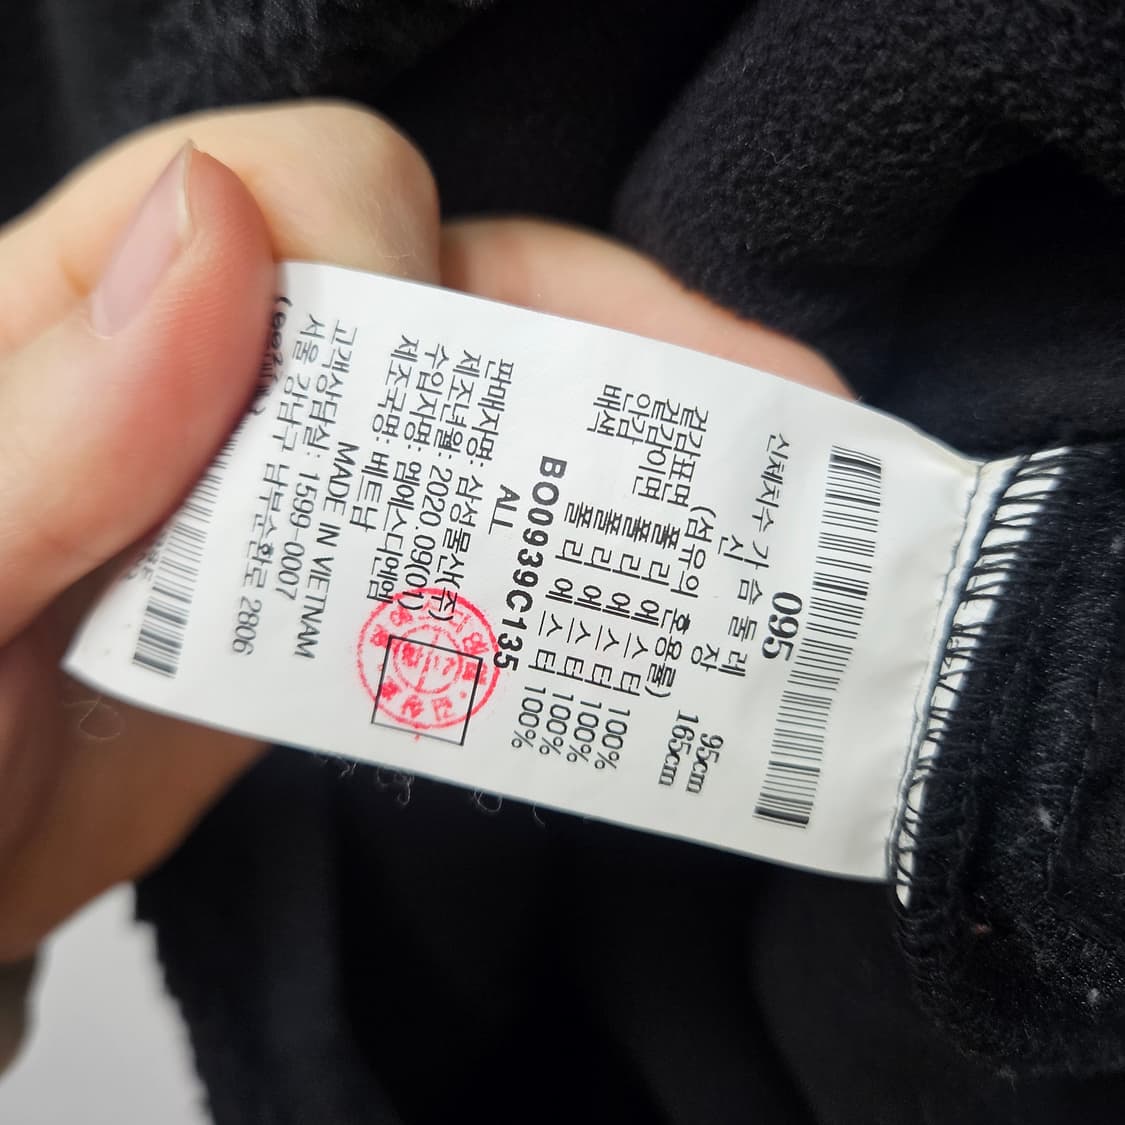 095
신체치수 가슴둘레 95cm
신장 165cm
(섬유의 혼용률)
겉감표면 폴리에스터 100%
겉감이면 폴리에스터 100%
안감 폴리에스터 100%
배색 폴리에스터 100%
BO0939C135
ALL
판매자명: 삼성물산(주)
제조년월: 2020.09(01)
수입자명: 엠에스디엔엠
제조국명: 베트남
MADE IN VIETNAM
고객상담실: 1599-0007
서울 강남구 남부순환로 2806